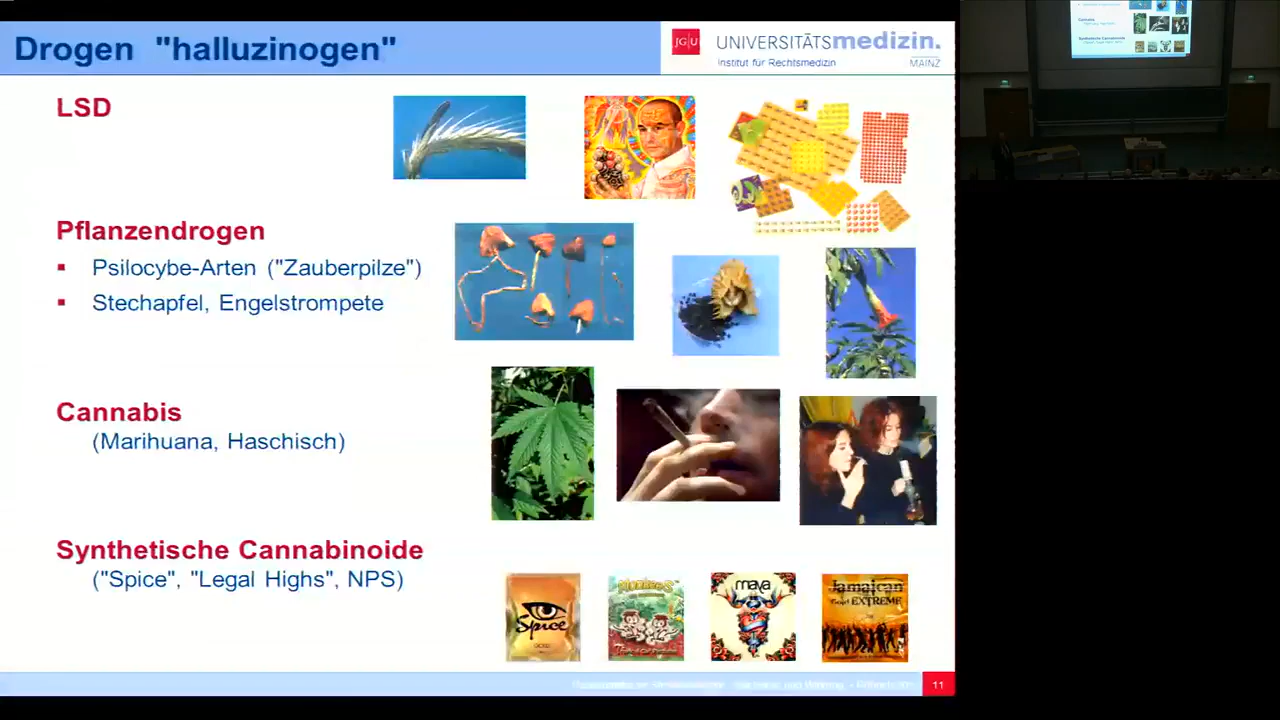 Drogen "halluzinogen"
JG|U
UNIVERSITÄTSmedizin.
Institut für Rechtsmedizin
MAINZ
LSD
Pflanzendrogen
▪ Psilocybe-Arten ("Zauberpilze")
▪ Stechapfel, Engelstrompete
Cannabis
(Marihuana, Haschisch)
Synthetische Cannabinoide
("Spice", "Legal Highs", NPS)
Spice
maya
Jamaican
EXTREME
11